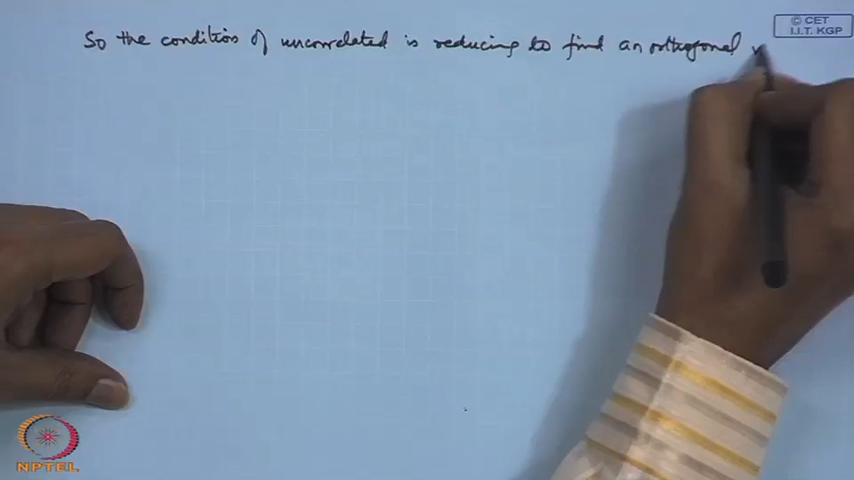 © CET
I.I.T. KGP
So the condition of uncorrelated is reducing to find an orthogonal
NPTEL